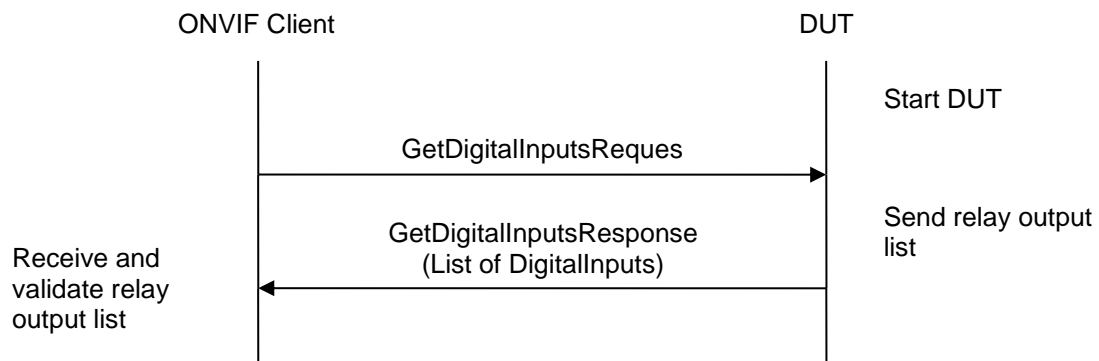 ONVIF Client
DUT
Start DUT
GetDigitalInputsReques
Send relay output
list
GetDigitalInputsResponse
(List of DigitalInputs)
Receive and
validate relay
output list